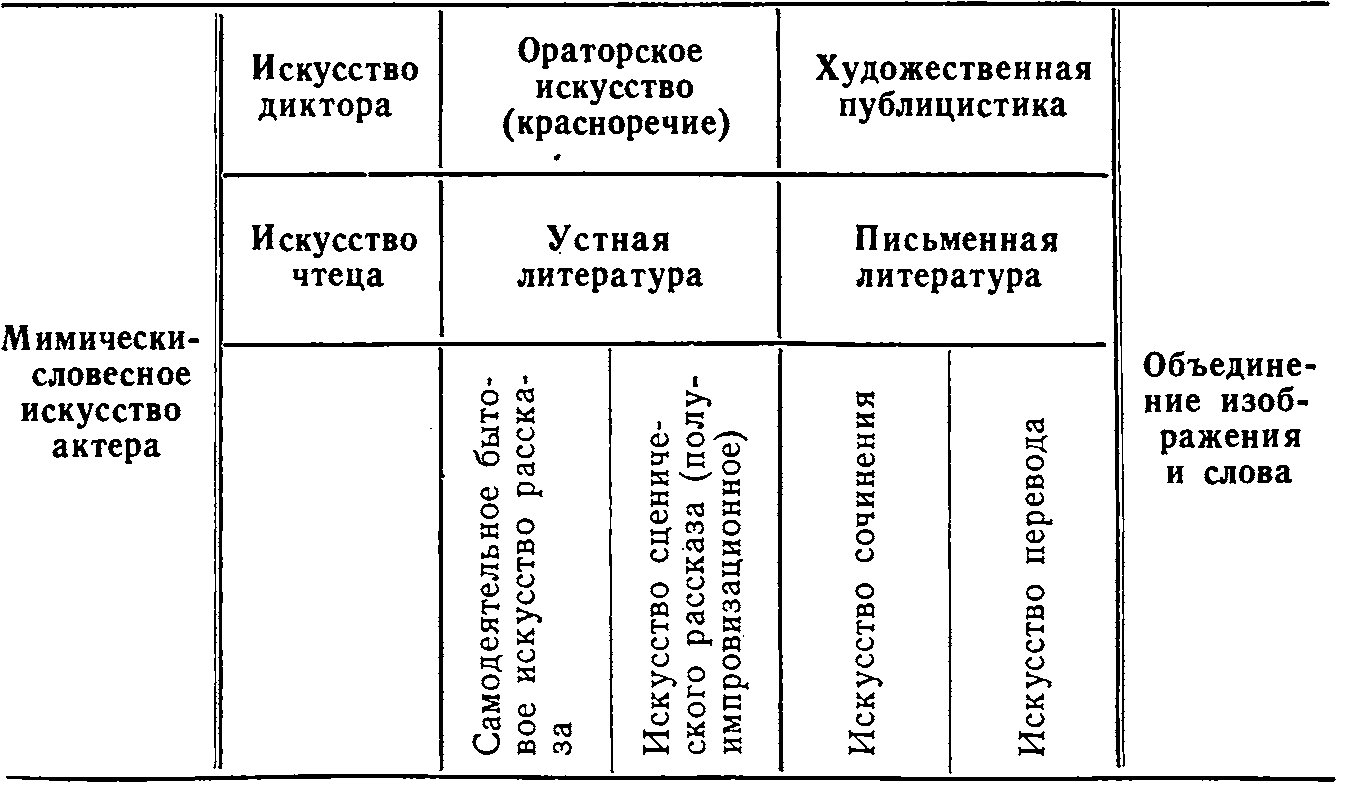 Мимически-
словесное
искусство
актера
Искусство
диктора
Ораторское
искусство
(красноречие)
Художественная
публицистика
Искусство
чтеца
Устная
литература
Письменная
литература
Самодеятельное быто-
вое искусство расска-
за
Искусство сцениче-
ского рассказа (полу-
импровизационное)
Искусство сочинения
Искусство перевода
Объедине-
ние изоб-
ражения
и слова